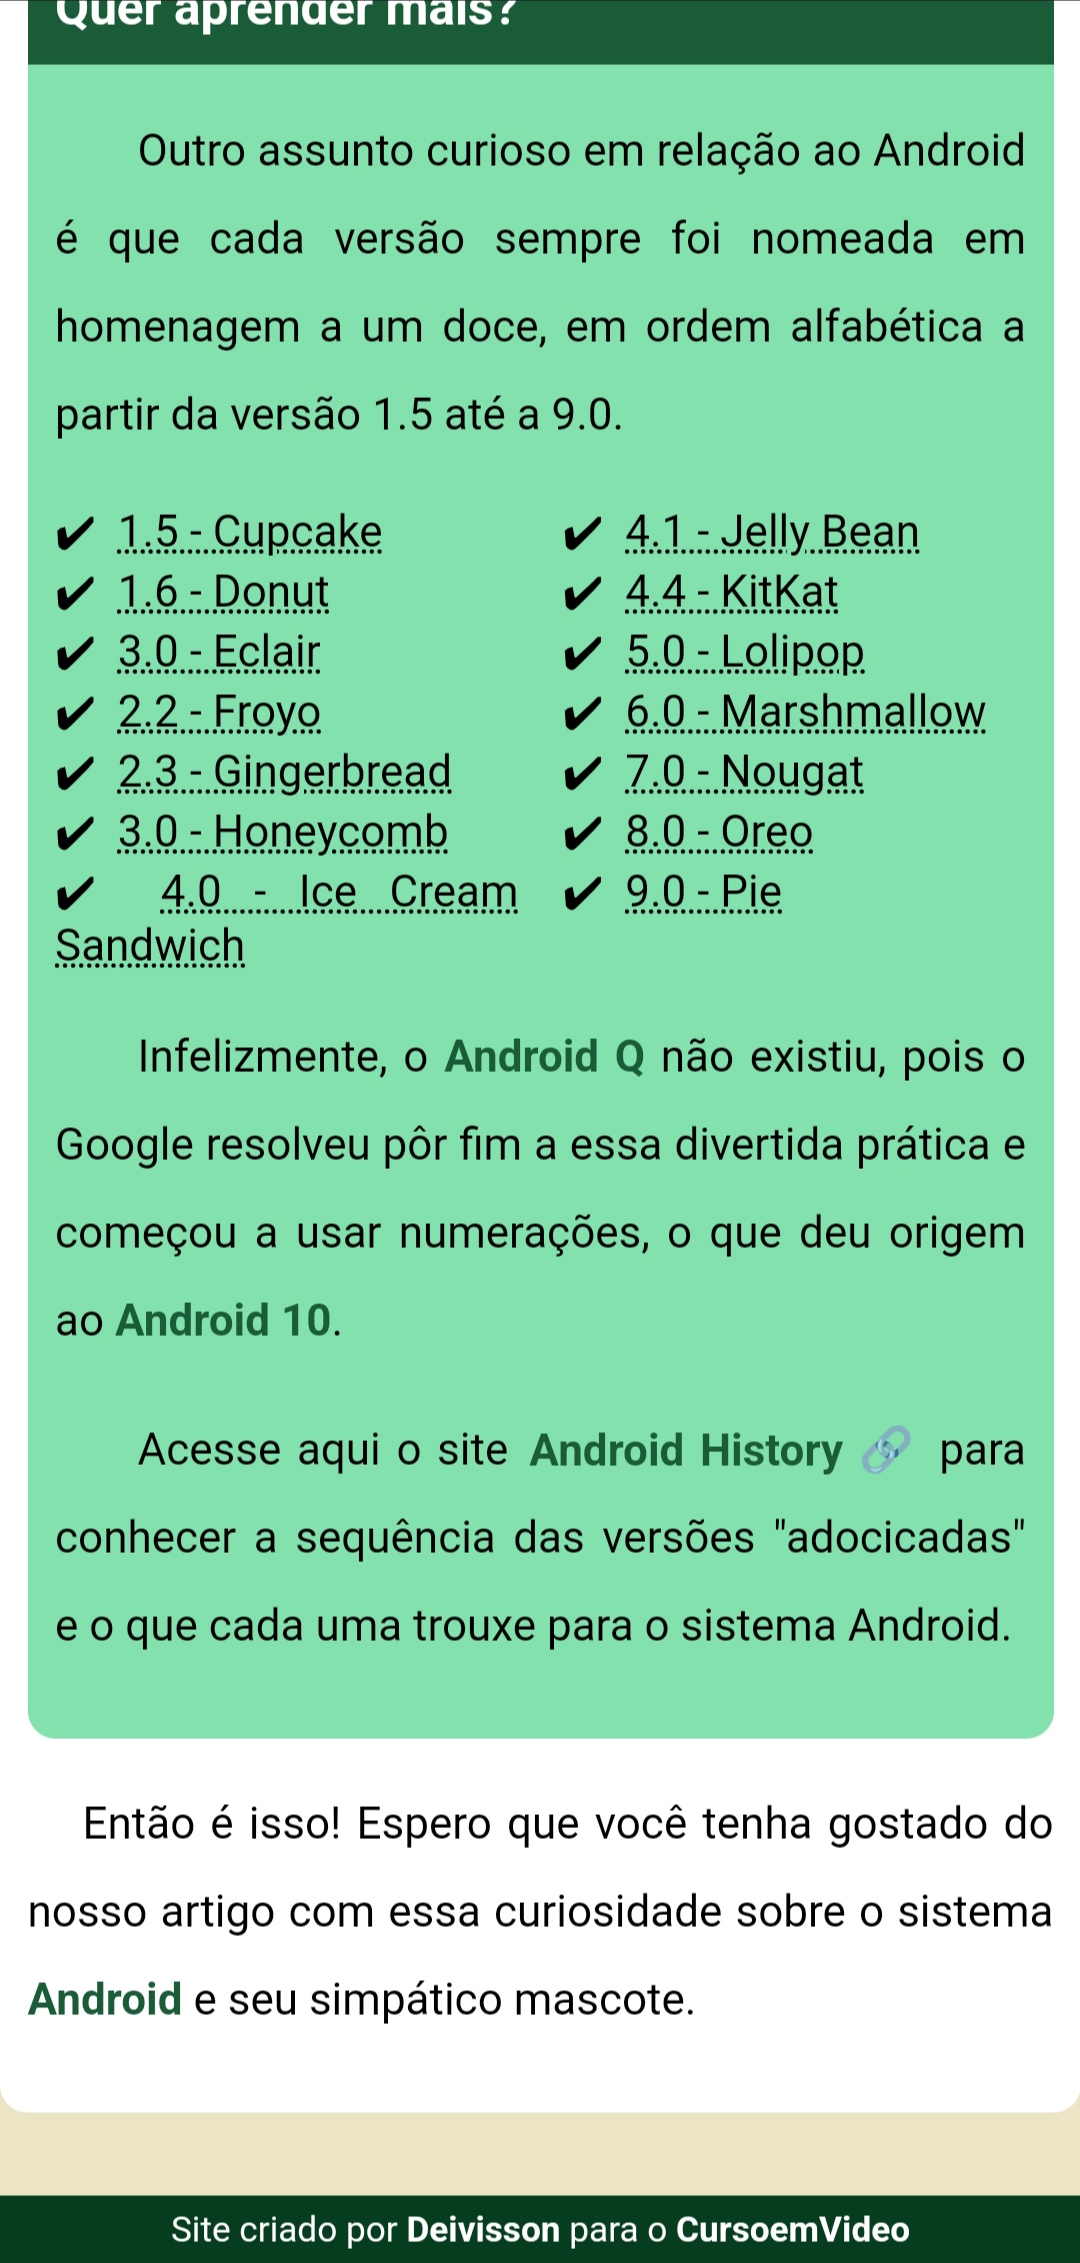 Quer aprender mais?
Outro assunto curioso em relação ao Android
é que cada versão sempre foi nomeada em
homenagem a um doce, em ordem alfabética a
partir da versão 1.5 até a 9.0.
✔ 1.5 - Cupcake
✔ 1.6 - Donut
✔ 3.0 - Eclair
✔ 2.2 - Froyo
✔ 2.3 - Gingerbread
✔ 3.0 - Honeycomb
✔ 4.0 - Ice Cream
Sandwich
✔ 4.1 - Jelly Bean
✔ 4.4 - KitKat
✔ 5.0 - Lolipop
✔ 6.0 - Marshmallow
✔ 7.0 - Nougat
✔ 8.0 - Oreo
✔ 9.0 - Pie
Infelizmente, o Android Q não existiu, pois o
Google resolveu pôr fim a essa divertida prática e
começou a usar numerações, o que deu origem
ao Android 10.
Acesse aqui o site Android History 🔗 para
conhecer a sequência das versões "adocicadas"
e o que cada uma trouxe para o sistema Android.
Então é isso! Espero que você tenha gostado do
nosso artigo com essa curiosidade sobre o sistema
Android e seu simpático mascote.
Site criado por Deivisson para o CursoemVideo